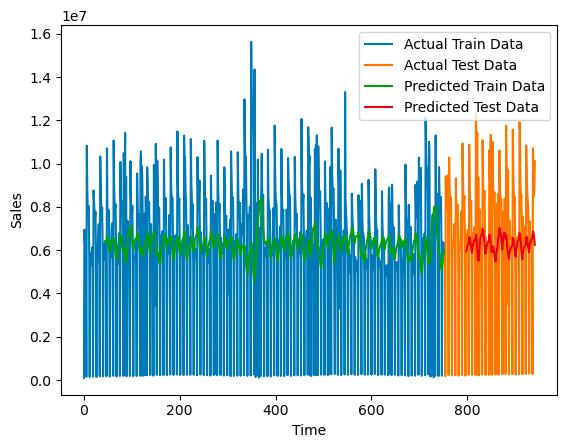 1e7
Actual Train Data
Actual Test Data
Predicted Train Data
Predicted Test Data
1.6
1.4
1.2
1.0
0.8
0.6
0.4
0.2
0.0
Sales
0
200
400
600
800
Time